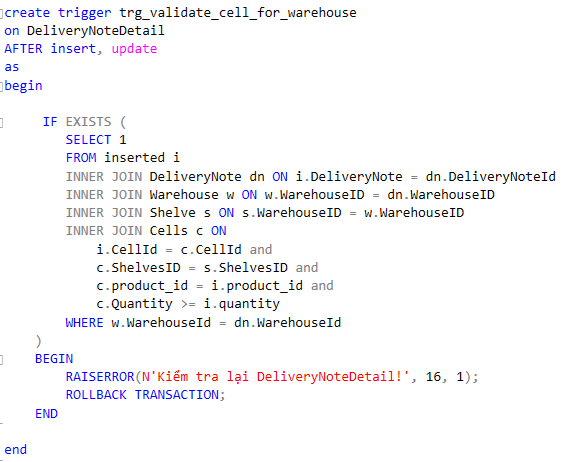 create trigger trg_validate_cell_for_warehouse
on DeliveryNoteDetail
AFTER insert, update
as
begin
IF EXISTS (
SELECT 1
FROM inserted i
INNER JOIN DeliveryNote dn ON i.DeliveryNote = dn.DeliveryNoteId
INNER JOIN Warehouse w ON w.WarehouseID = dn.WarehouseID
INNER JOIN Shelve s ON s.WarehouseID = w.WarehouseID
INNER JOIN Cells c ON
i.CellId = c.CellId and
c.ShelvesID = s.ShelvesID and
c.product_id = i.product_id and
c.Quantity >= i.quantity
WHERE w.WarehouseId = dn.WarehouseId
)
BEGIN
RAISERROR(N'Kiểm tra lại DeliveryNoteDetail!', 16, 1);
ROLLBACK TRANSACTION;
END
end